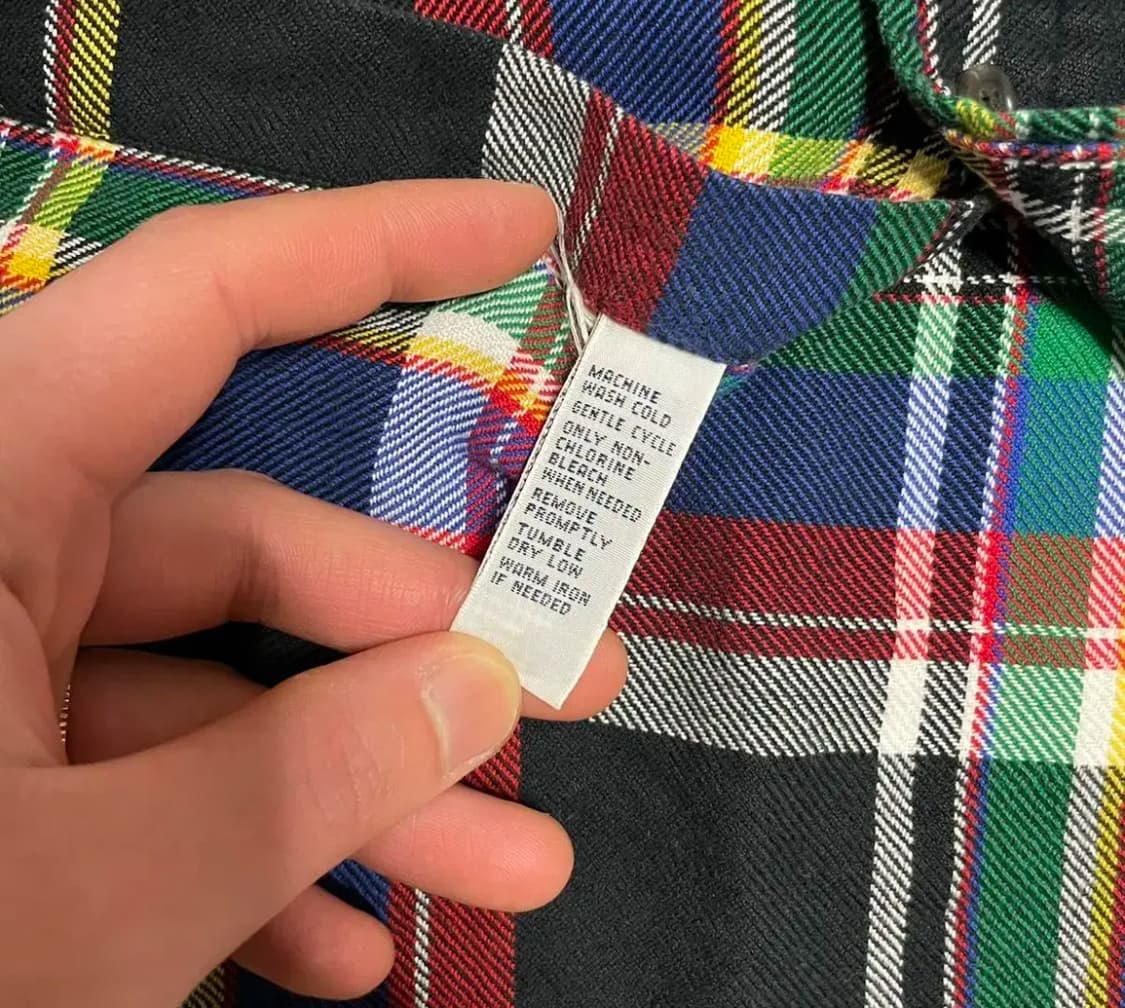 MACHINE
WASH COLD
GENTLE CYCLE
ONLY NON-
CHLORINE
BLEACH
WHEN NEEDED
REMOVE
PROMPTLY
TUMBLE
DRY LOW
WARM IRON
IF NEEDED